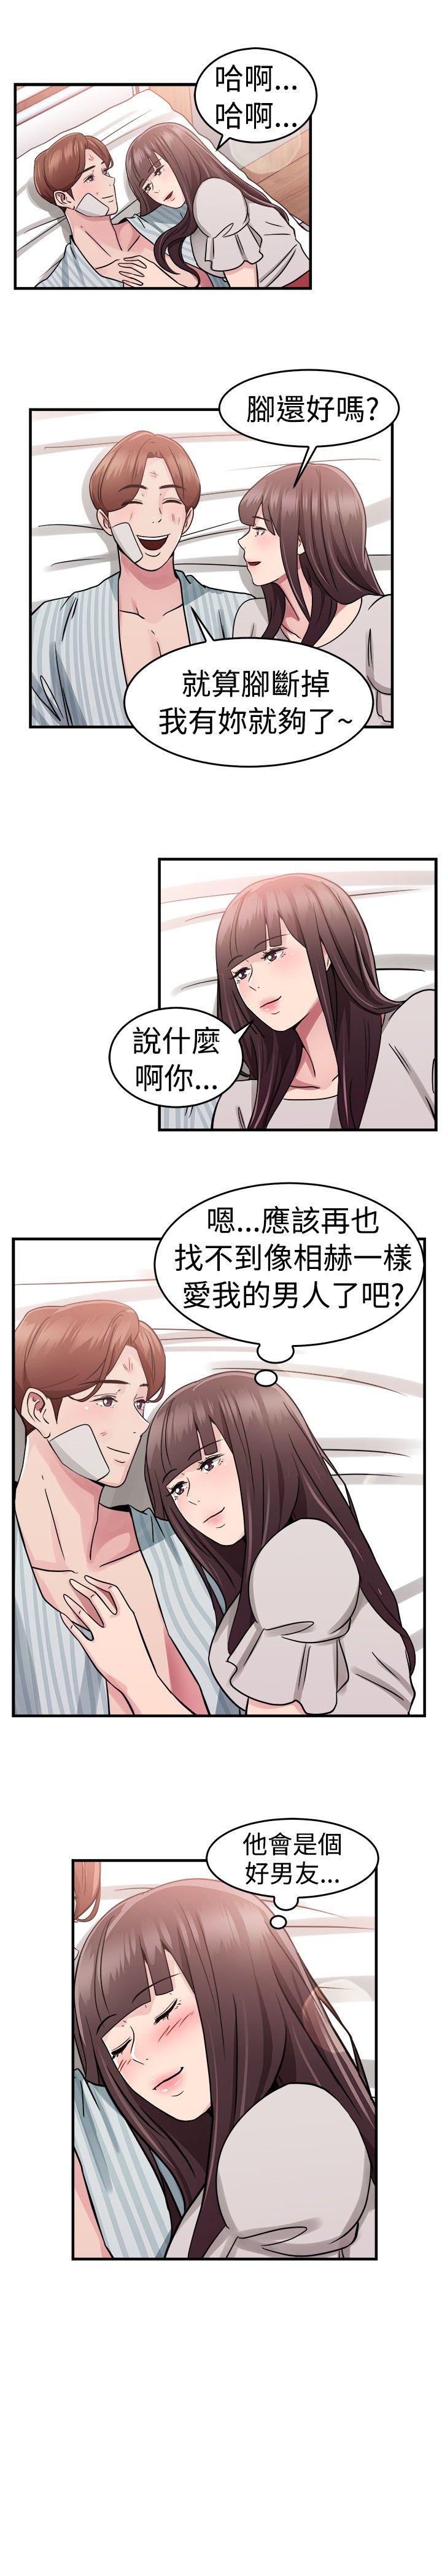 哈啊...
哈啊...
腳還好嗎?
就算腳斷掉
我有妳就夠了~
說什麼
啊你...
嗯...應該再也
找不到像相赫一樣
愛我的男人了吧?
他會是個
好男友...